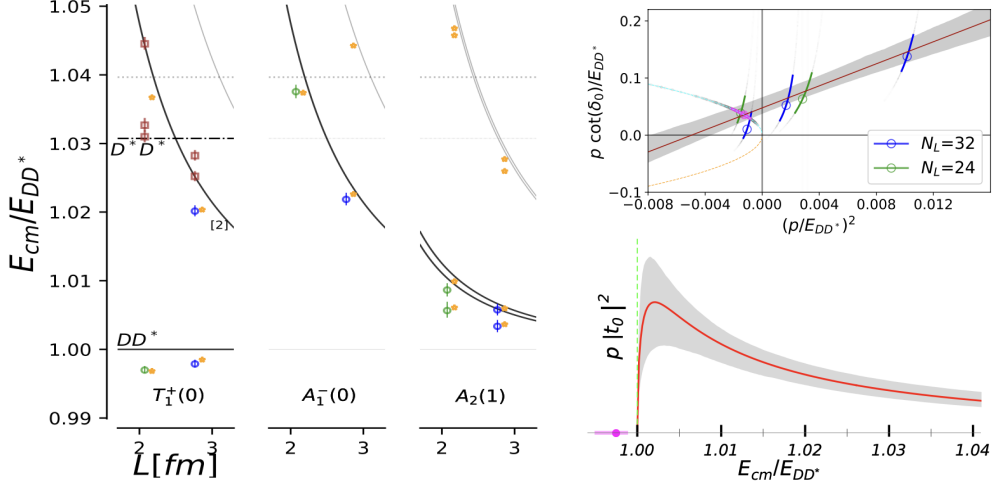 E_cm/E_DD*
1.05
1.04
1.03
1.02
1.01
1.00
0.99
D*D*
[2]
DD*
T₁⁺(0)
A₁⁻(0)
A₂(1)
2 3
2 3
2 3
L[fm]
p cot(δ₀)/E_DD*
0.2
0.1
0.0
−0.1
N_L=32
N_L=24
−0.008 −0.004 0.000 0.004 0.008 0.012
(p/E_DD*)²
p |t₀|²
1.00 1.01 1.02 1.03 1.04
E_cm/E_DD*